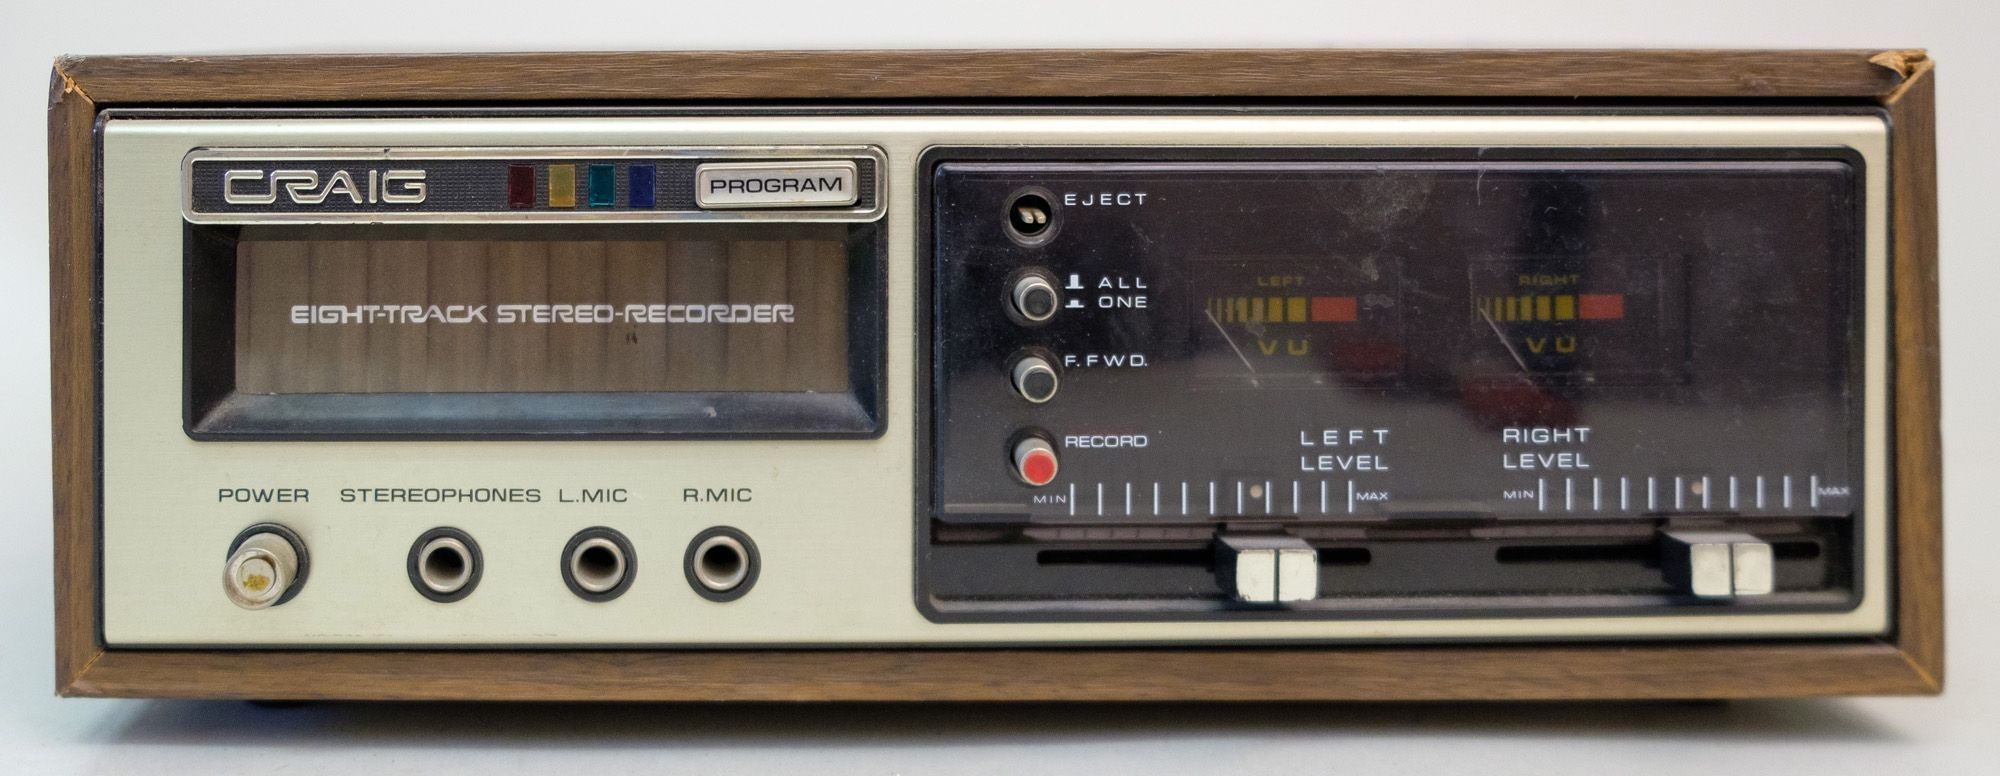 CRAIG
PROGRAM
EIGHT-TRACK STEREO-RECORDER
POWER
STEREOPHONES
L.MIC
R.MIC
EJECT
ALL
ONE
F.FWD.
RECORD
LEFT
VU
RIGHT
VU
LEFT
LEVEL
MIN
MAX
RIGHT
LEVEL
MIN
MAX